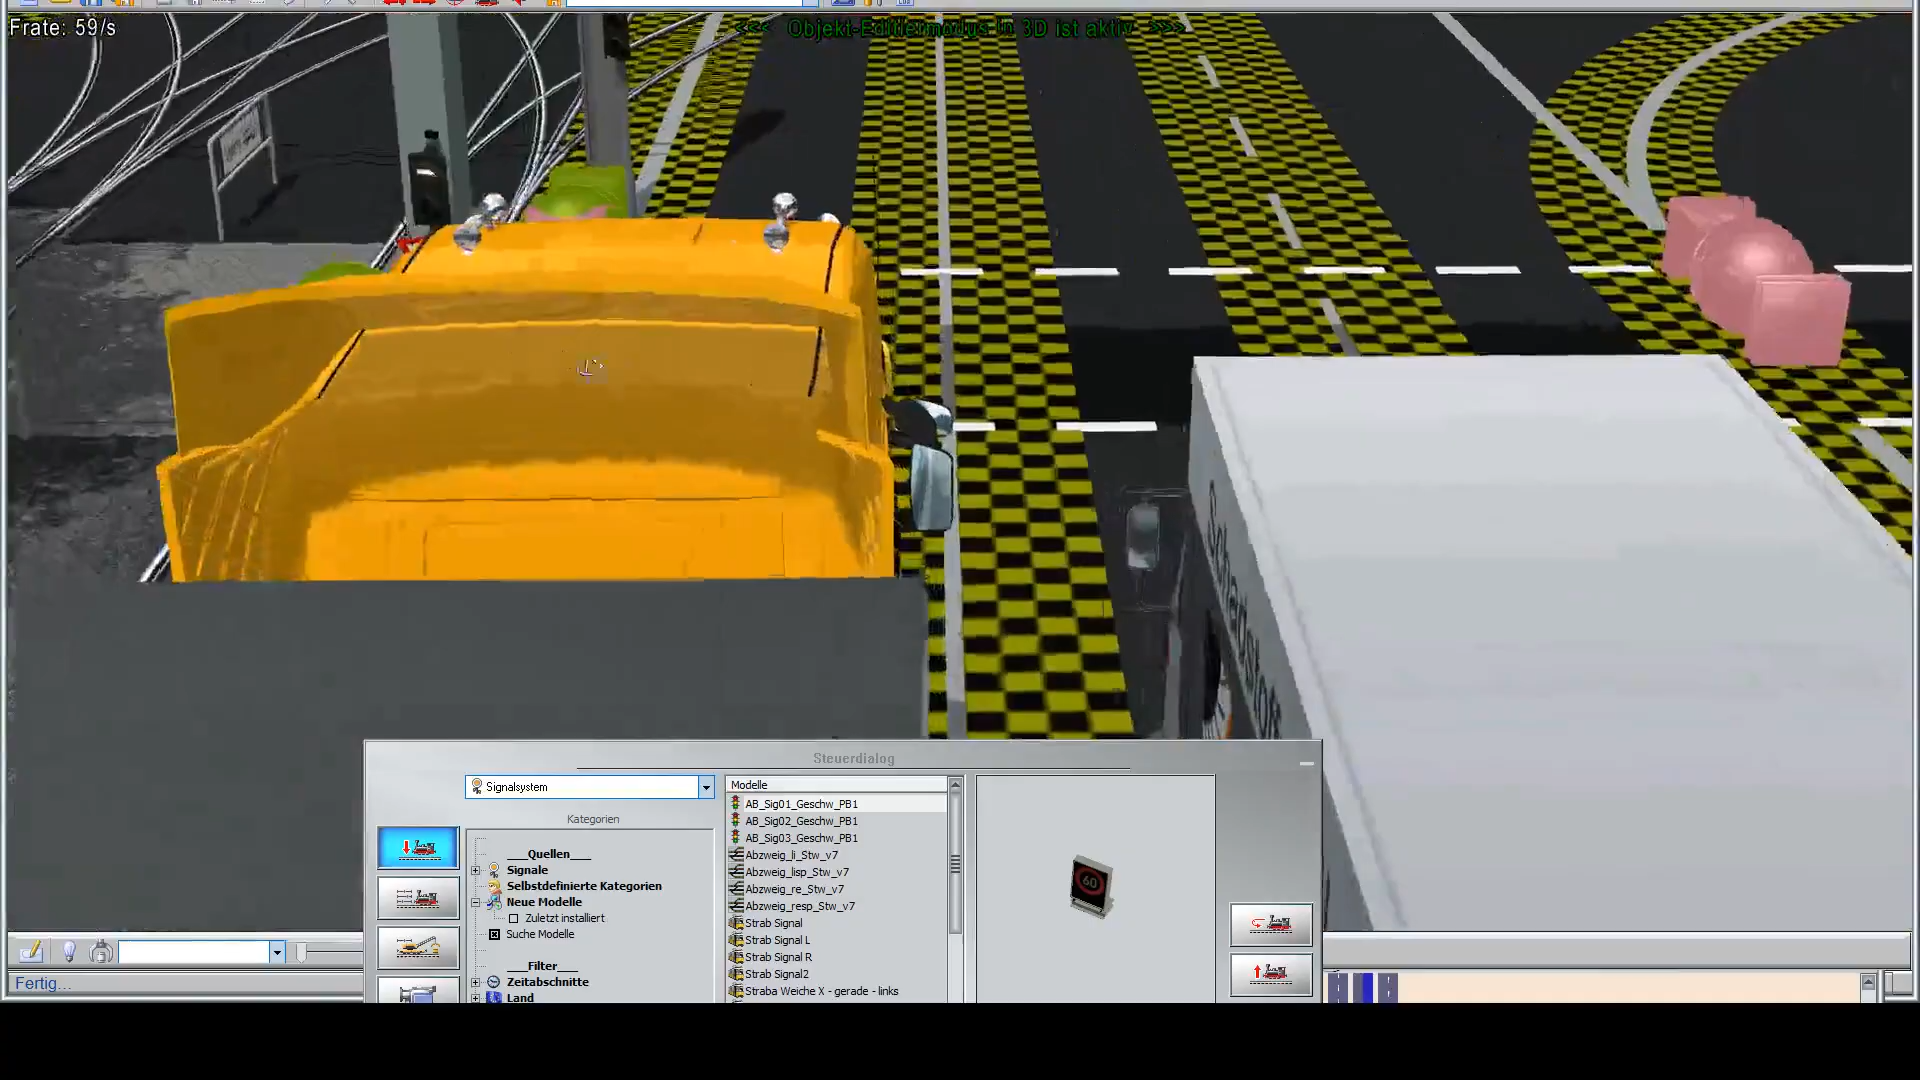 Frate: 59/s
<<< Objekt-Editiermodus in 3D ist aktiv >>>
Schadstof
Steuerdialog
Signalsystem
Kategorien
___Quellen___
Signale
Selbstdefinierte Kategorien
Neue Modelle
Zuletzt installiert
Suche Modelle
___Filter___
Zeitabschnitte
Land
Modelle
AB_Sig01_Geschw_PB1
AB_Sig02_Geschw_PB1
AB_Sig03_Geschw_PB1
Abzweig_li_Stw_v7
Abzweig_lisp_Stw_v7
Abzweig_re_Stw_v7
Abzweig_resp_Stw_v7
Strab Signal
Strab Signal L
Strab Signal R
Strab Signal2
Straba Weiche X - gerade - links
60
Fertig...